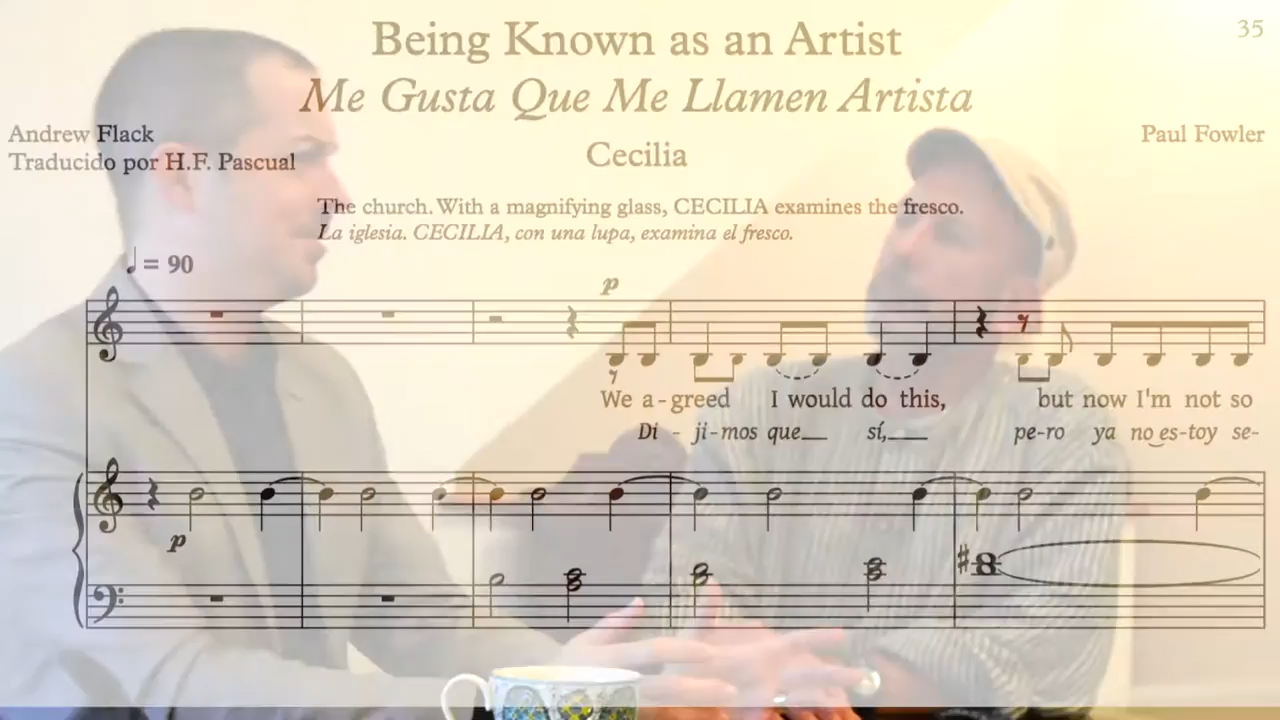 35
Being Known as an Artist
Me Gusta Que Me Llamen Artista
Andrew Flack
Traducido por H.F. Pascual
Cecilia
Paul Fowler
The church. With a magnifying glass, CECILIA examines the fresco.
La iglesia. CECILIA, con una lupa, examina el fresco.
♩= 90
p
We a-greed I would do this, but now I'm not so
Di - ji-mos que__ sí,__ pe-ro ya no‿es-toy se-
p